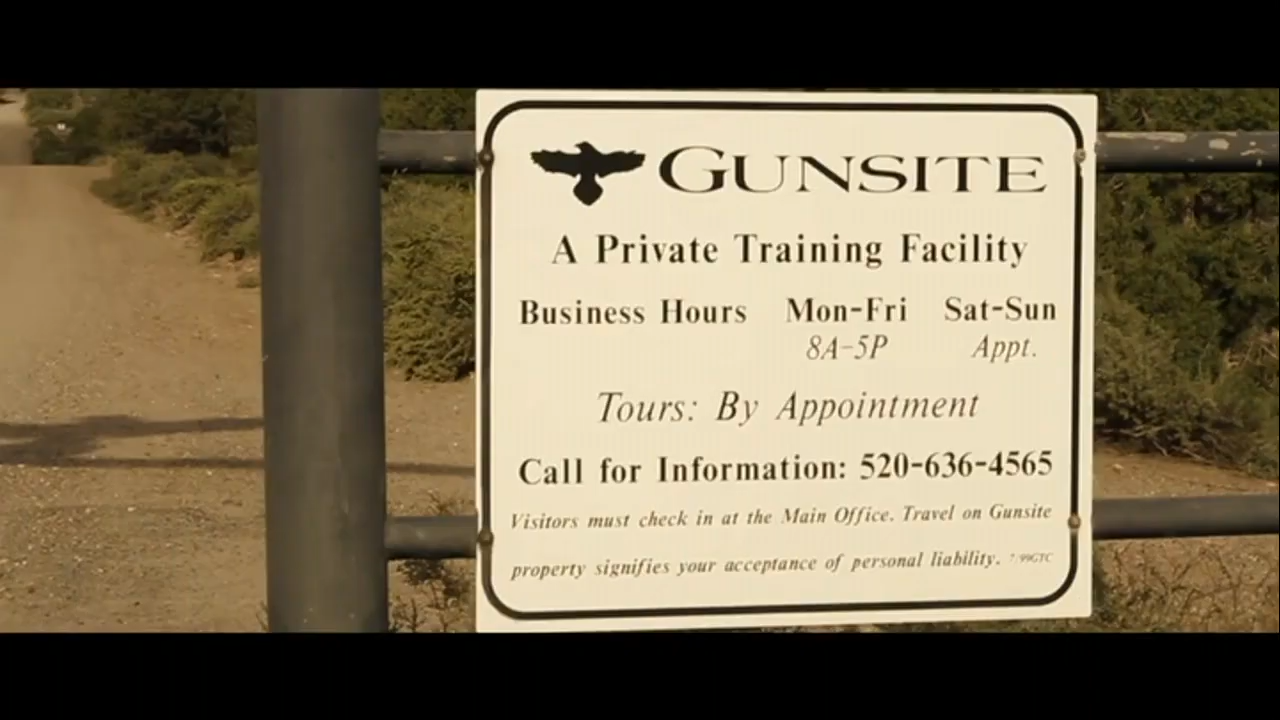 GUNSITE
A Private Training Facility
Business Hours Mon-Fri Sat-Sun
8A-5P Appt.
Tours: By Appointment
Call for Information: 520-636-4565
Visitors must check in at the Main Office. Travel on Gunsite
property signifies your acceptance of personal liability.